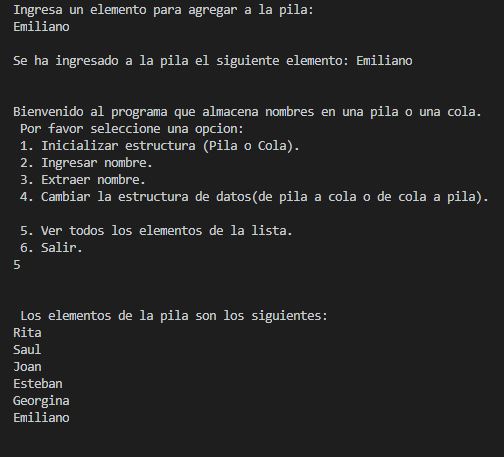 Ingresa un elemento para agregar a la pila:
Emiliano
Se ha ingresado a la pila el siguiente elemento: Emiliano
Bienvenido al programa que almacena nombres en una pila o una cola.
Por favor seleccione una opcion:
1. Inicializar estructura (Pila o Cola).
2. Ingresar nombre.
3. Extraer nombre.
4. Cambiar la estructura de datos(de pila a cola o de cola a pila).
5. Ver todos los elementos de la lista.
6. Salir.
5
Los elementos de la pila son los siguientes:
Rita
Saul
Joan
Esteban
Georgina
Emiliano